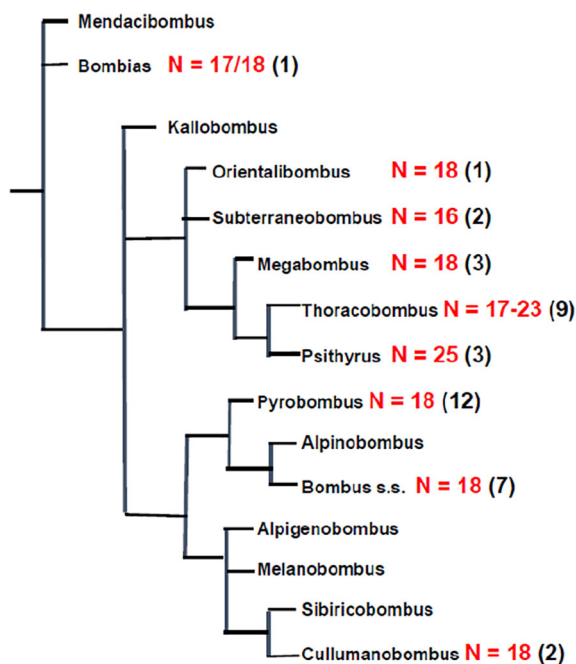 Mendacibombus
Bombias N = 17/18 (1)
Kallobombus
Orientalibombus N = 18 (1)
Subterraneobombus N = 16 (2)
Megabombus N = 18 (3)
Thoracobombus N = 17-23 (9)
Psithyrus N = 25 (3)
Pyrobombus N = 18 (12)
Alpinobombus
Bombus s.s. N = 18 (7)
Alpigenobombus
Melanobombus
Sibiricobombus
Cullumanobombus N = 18 (2)